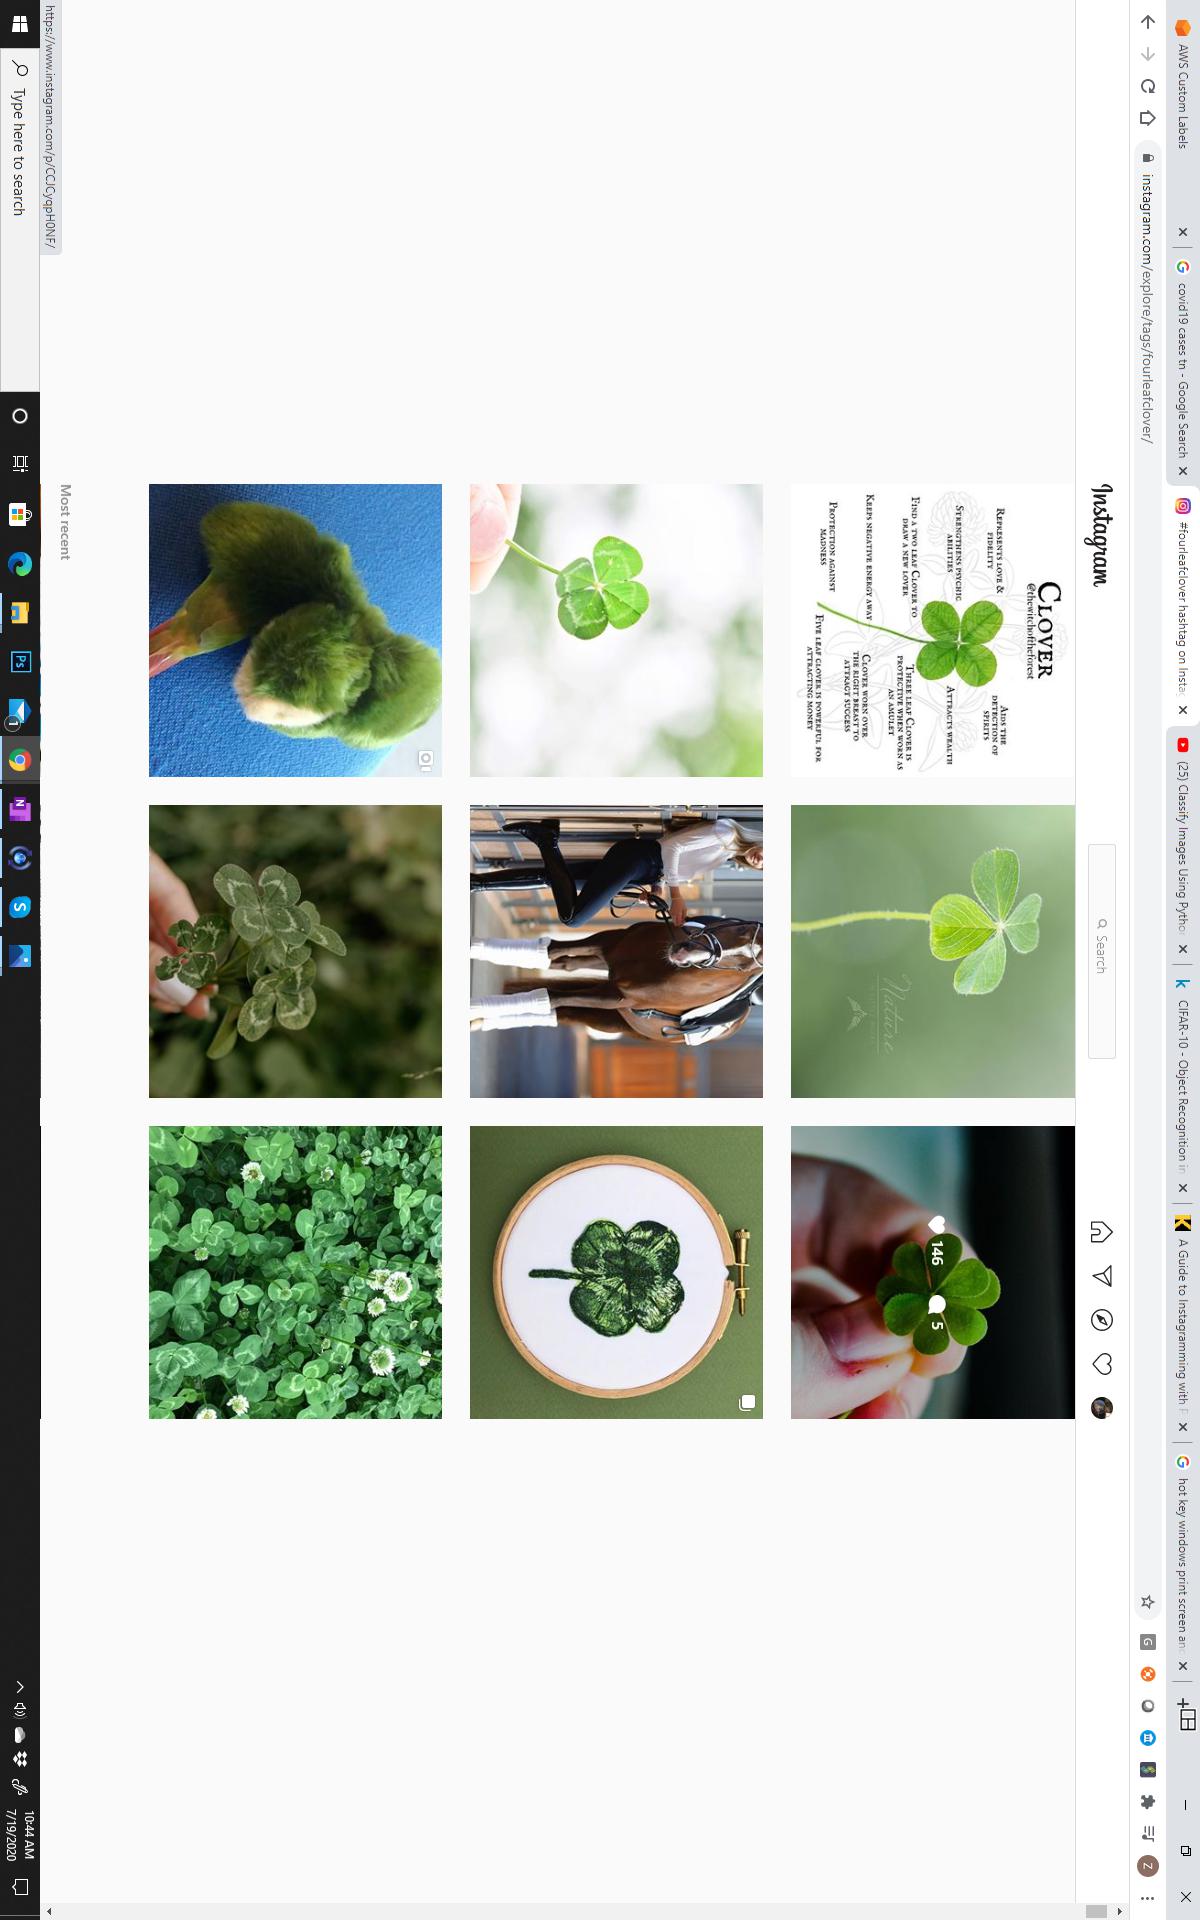 AWS Custom Labels
covid19 cases tn - Google Search
#fourleafclover hashtag on Insta
(25) Classify Images Using Pytho
CIFAR-10 - Object Recognition in
A Guide to Instagramming with P
hot key windows print screen and
instagram.com/explore/tags/fourleafclover/
G
Z
Instagram
Search
CLOVER
@thewitchoftheforest
REPRESENTS LOVE &
FIDELITY
AIDS THE
DETECTION OF
SPIRITS
STRENGTHENS PSYCHIC
ABILITIES
ATTRACTS WEALTH
FIND A TWO LEAF CLOVER TO
DRAW A NEW LOVER
THREE LEAF CLOVER IS
PROTECTIVE WHEN WORN AS
AN AMULET
KEEPS NEGATIVE ENERGY AWAY
CLOVER WORN OVER
THE RIGHT BREAST TO
ATTRACT SUCCESS
PROTECTION AGAINST
MADNESS
FIVE LEAF CLOVER IS POWERFUL FOR
ATTRACTING MONEY
Nature
146
5
Most recent
https://www.instagram.com/p/CCJCyqpH0NF/
Type here to search
Ps
1
N
S
10:44 AM
7/19/2020